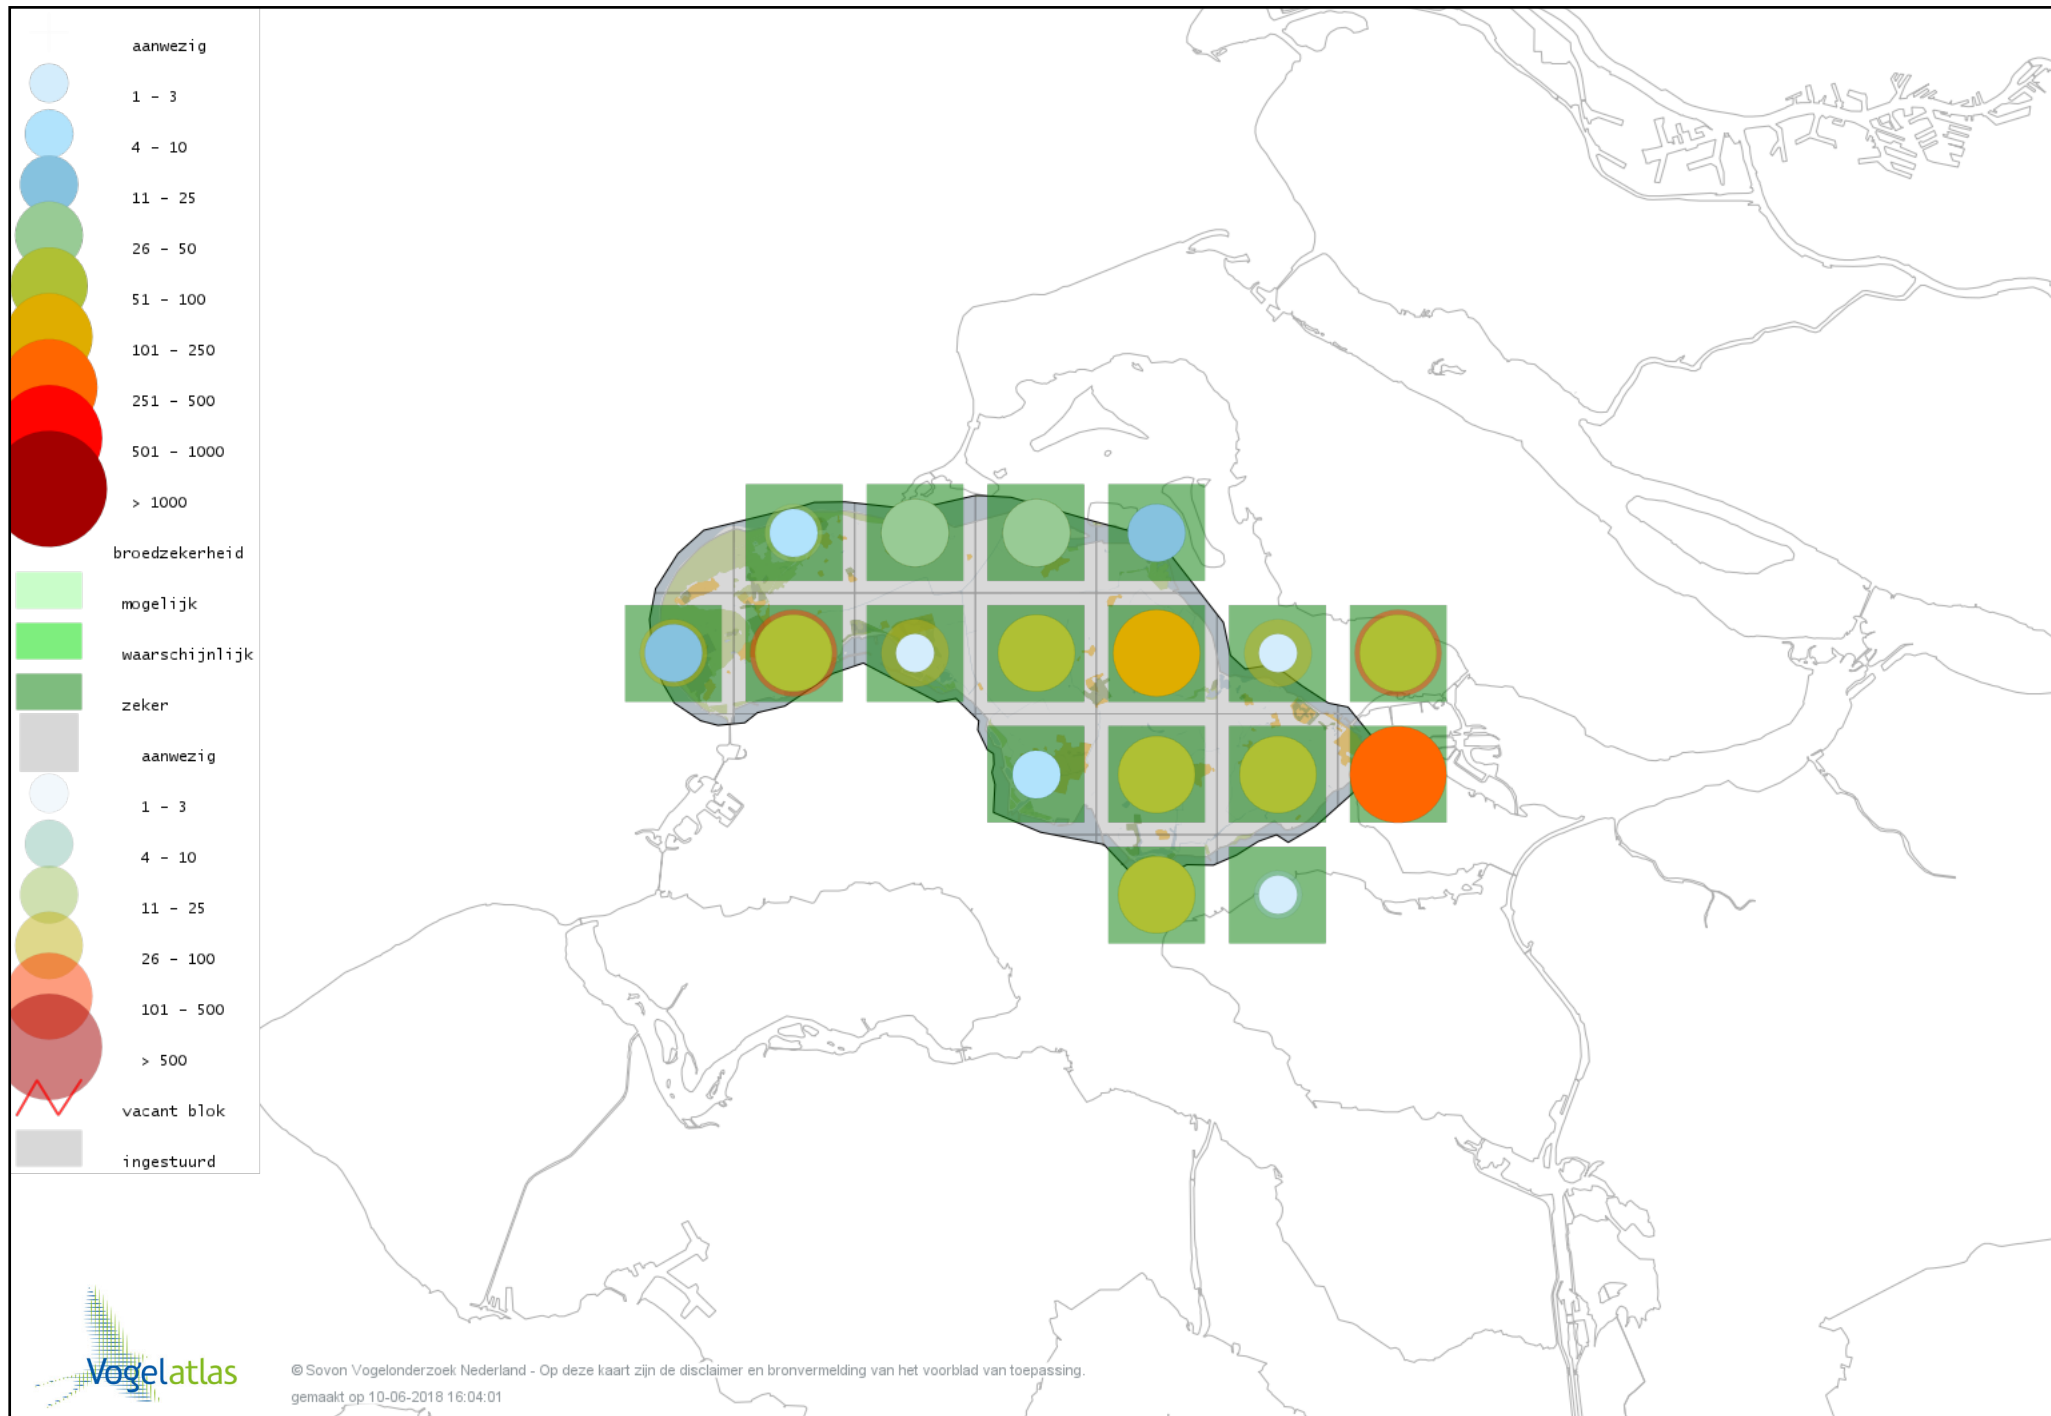 aanwezig
1 - 3
4 - 10
11 - 25
26 - 50
51 - 100
101 - 250
251 - 500
501 - 1000
> 1000
broedzekerheid
mogelijk
waarschijnlijk
zeker
aanwezig
1 - 3
4 - 10
11 - 25
26 - 100
101 - 500
> 500
vacant blok
ingestuurd
Vogelatlas
© Sovon Vogelonderzoek Nederland - Op deze kaart zijn de disclaimer en bronvermelding van het voorblad van toepassing.
gemaakt op 10-06-2018 16:04:01